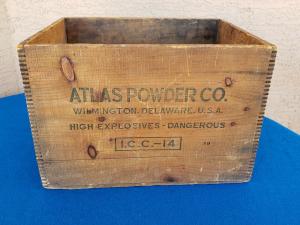 ATLAS POWDER CO.
WILMINGTON, DELAWARE, U.S.A.
HIGH EXPLOSIVES - DANGEROUS
I.C.C.-14